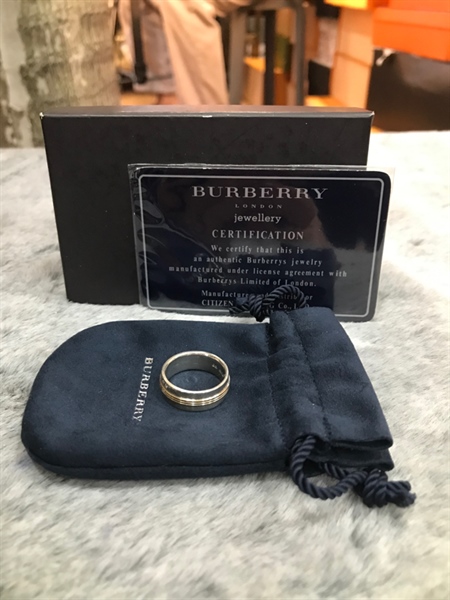 BURBERRY
LONDON
jewellery
CERTIFICATION
We certify that this is
an authentic Burberrys jewelry
manufactured under license agreement with
Burberrys Limited of London.
CITIZEN
BURBERRY